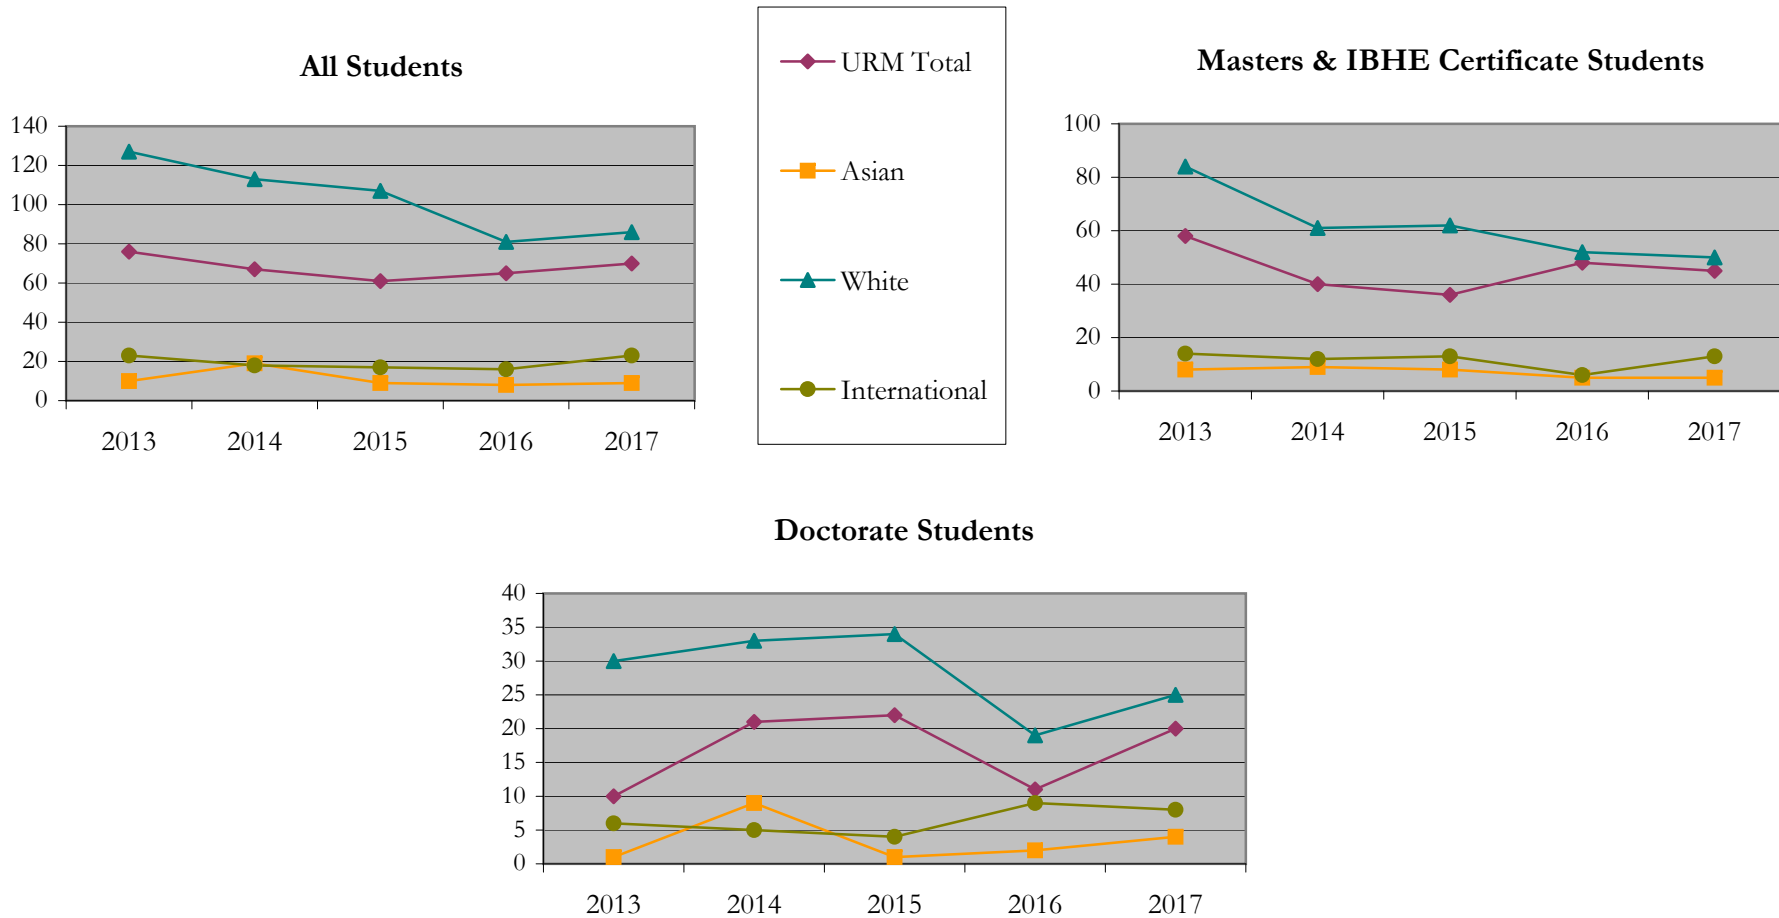 All Students
140
120
100
80
60
40
20
0
2013 2014 2015 2016 2017
URM Total
Asian
White
International
Masters & IBHE Certificate Students
100
80
60
40
20
0
2013 2014 2015 2016 2017
Doctorate Students
40
35
30
25
20
15
10
5
0
2013 2014 2015 2016 2017